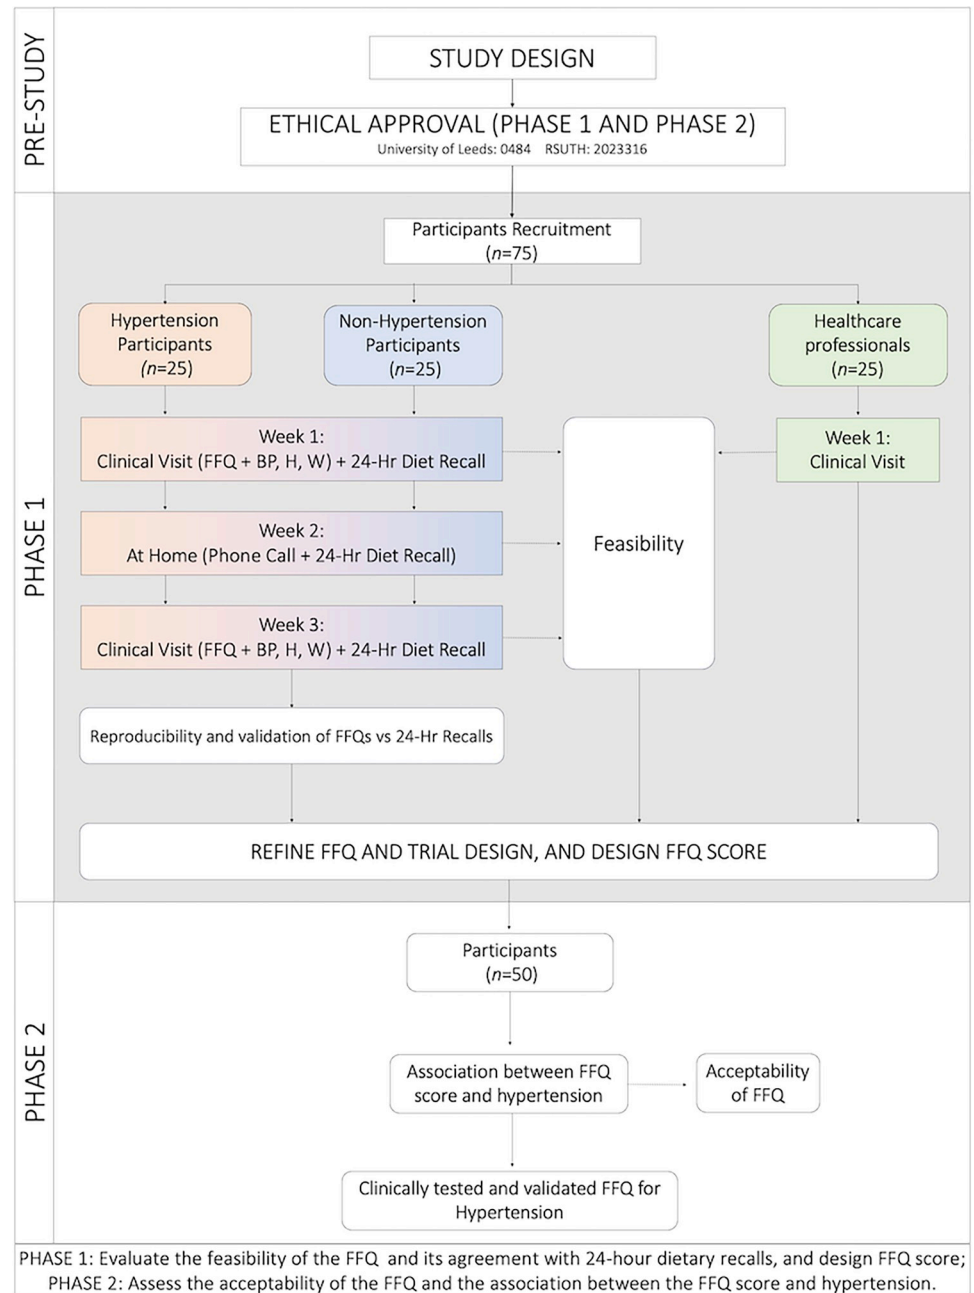 PRE-STUDY
STUDY DESIGN
ETHICAL APPROVAL (PHASE 1 AND PHASE 2)
University of Leeds: 0484 RSUTH: 2023316
PHASE 1
Participants Recruitment
(n=75)
Hypertension
Participants
(n=25)
Non-Hypertension
Participants
(n=25)
Healthcare
professionals
(n=25)
Week 1:
Clinical Visit (FFQ + BP, H, W) + 24-Hr Diet Recall
Week 1:
Clinical Visit
Week 2:
At Home (Phone Call + 24-Hr Diet Recall)
Feasibility
Week 3:
Clinical Visit (FFQ + BP, H, W) + 24-Hr Diet Recall
Reproducibility and validation of FFQs vs 24-Hr Recalls
REFINE FFQ AND TRIAL DESIGN, AND DESIGN FFQ SCORE
PHASE 2
Participants
(n=50)
Association between FFQ
score and hypertension
Acceptability
of FFQ
Clinically tested and validated FFQ for
Hypertension
PHASE 1: Evaluate the feasibility of the FFQ and its agreement with 24-hour dietary recalls, and design FFQ score;
PHASE 2: Assess the acceptability of the FFQ and the association between the FFQ score and hypertension.